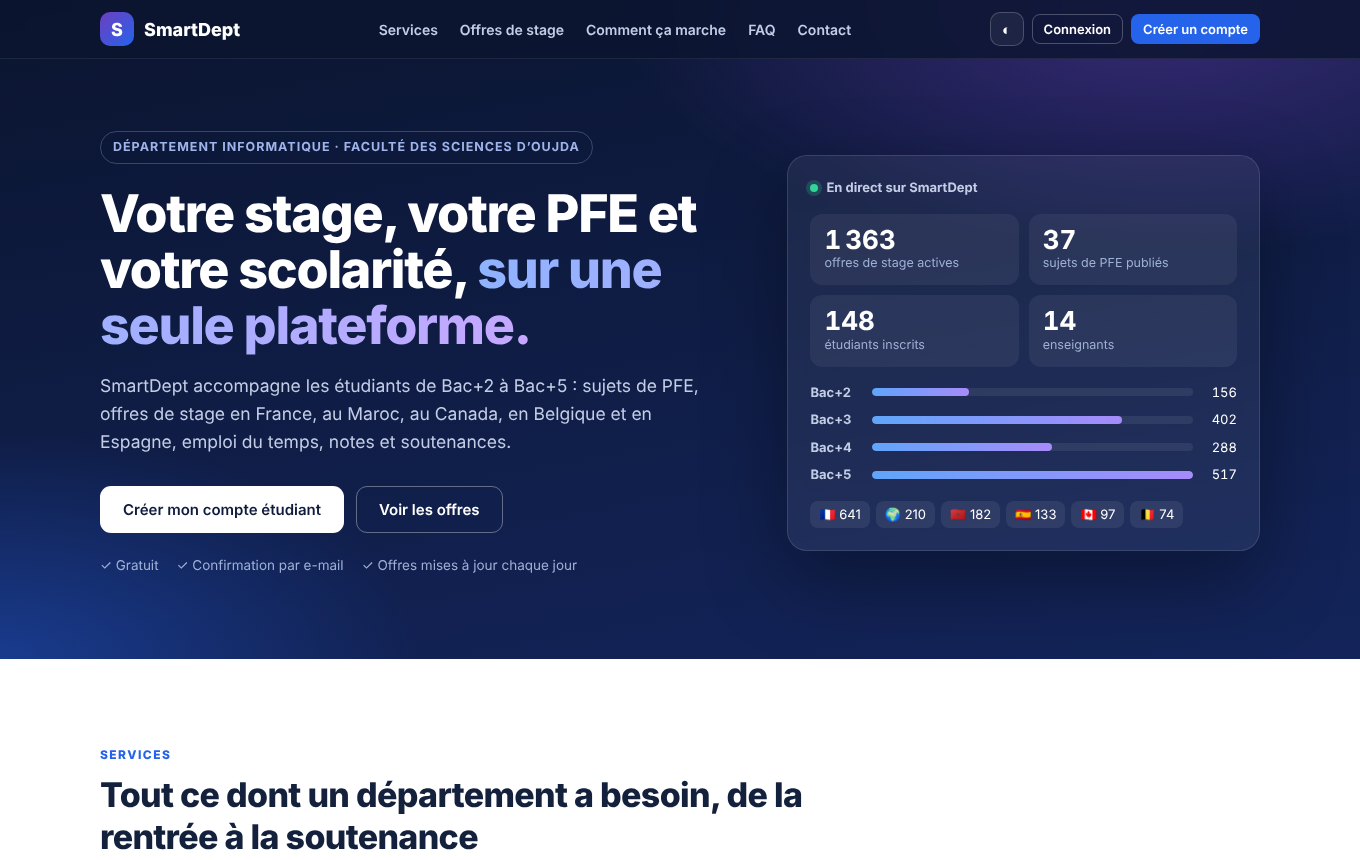 S SmartDept
Services Offres de stage Comment ça marche FAQ Contact
Connexion
Créer un compte
DÉPARTEMENT INFORMATIQUE · FACULTÉ DES SCIENCES D’OUJDA
Votre stage, votre PFE et
votre scolarité, sur une
seule plateforme.
SmartDept accompagne les étudiants de Bac+2 à Bac+5 : sujets de PFE,
offres de stage en France, au Maroc, au Canada, en Belgique et en
Espagne, emploi du temps, notes et soutenances.
Créer mon compte étudiant
Voir les offres
✓ Gratuit ✓ Confirmation par e-mail ✓ Offres mises à jour chaque jour
En direct sur SmartDept
1 363
offres de stage actives
37
sujets de PFE publiés
148
étudiants inscrits
14
enseignants
Bac+2 156
Bac+3 402
Bac+4 288
Bac+5 517
641 210 182 133 97 74
SERVICES
Tout ce dont un département a besoin, de la
rentrée à la soutenance